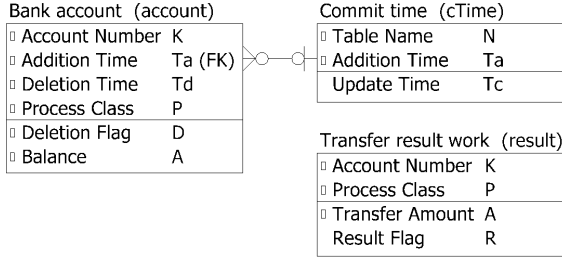 Bank account (account)
▯ Account Number K
▯ Addition Time Ta (FK)
▯ Deletion Time Td
▯ Process Class P
▯ Deletion Flag D
▯ Balance A
Commit time (cTime)
▯ Table Name N
▯ Addition Time Ta
Update Time Tc
Transfer result work (result)
▯ Account Number K
▯ Process Class P
▯ Transfer Amount A
Result Flag R